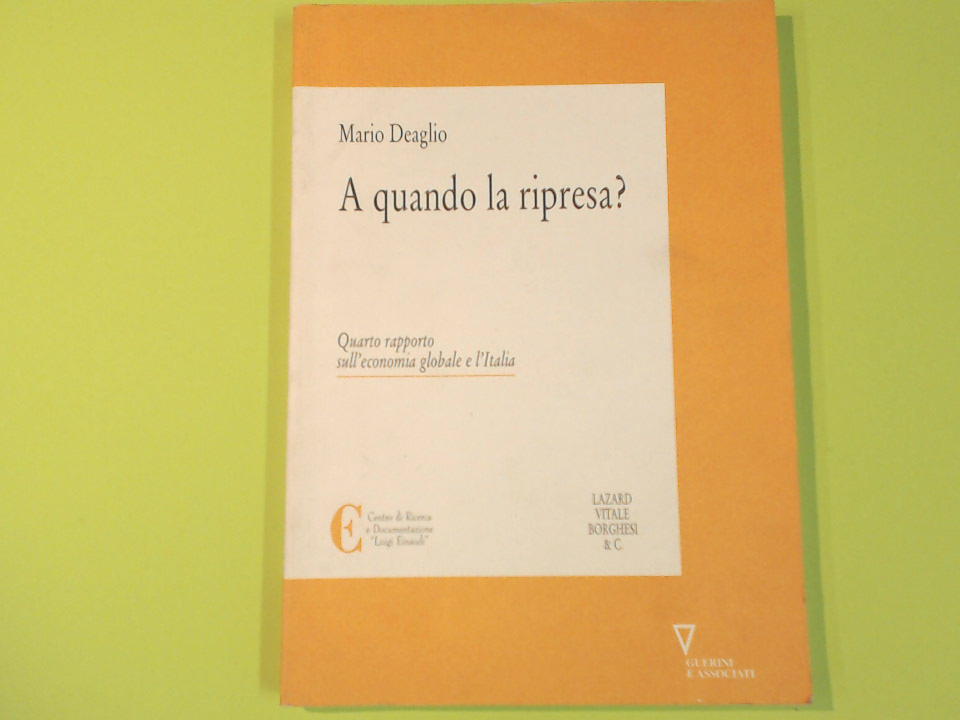 Mario Deaglio
A quando la ripresa?
Quarto rapporto
sull'economia globale e l'Italia
Centro di Ricerca
e Documentazione
"Luigi Einaudi"
LAZARD
VITALE
BORGHESI
& C.
GUERINI
E ASSOCIATI